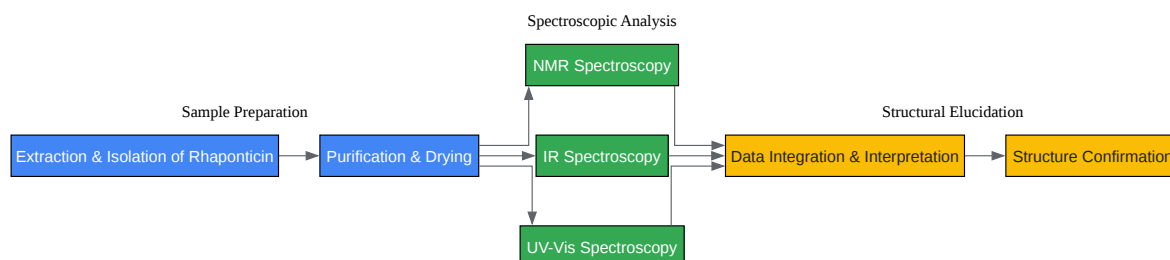 Spectroscopic Analysis
NMR Spectroscopy
Sample Preparation
Structural Elucidation
Extraction & Isolation of Rhaponticin
Purification & Drying
IR Spectroscopy
Data Integration & Interpretation
Structure Confirmation
UV-Vis Spectroscopy